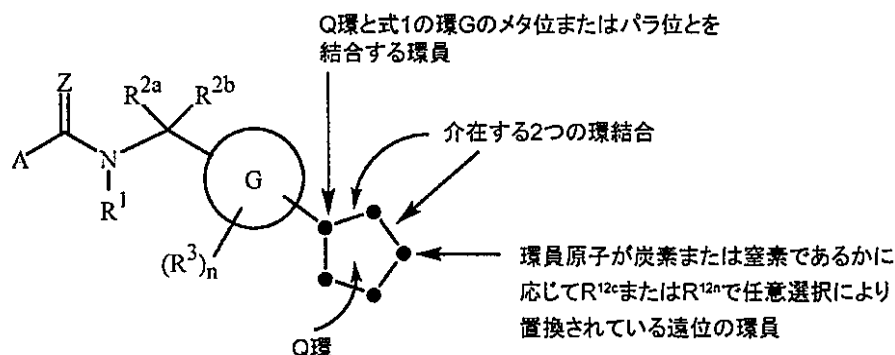 Q環と式1の環Gのメタ位またはパラ位とを
結合する環員
Z
R2a
R2b
介在する2つの環結合
A
N
G
R1
(R3)n
環員原子が炭素または窒素であるかに
応じてR12cまたはR12nで任意選択により
置換されている遠位の環員
Q環